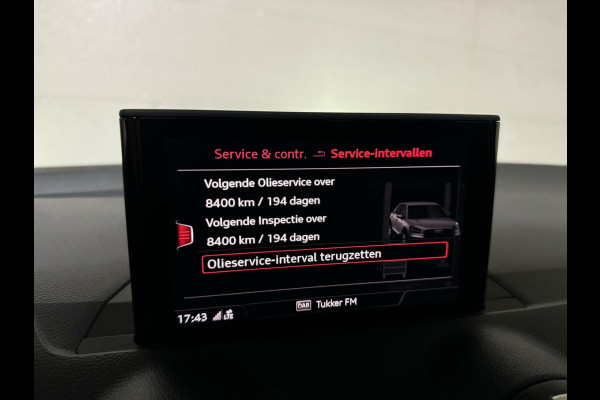 Service & contr. Service-intervallen
Volgende Olieservice over
8400 km / 194 dagen
Volgende Inspectie over
8400 km / 194 dagen
Olieservice-interval terugzetten
DAB Tukker FM
17:43 LTE